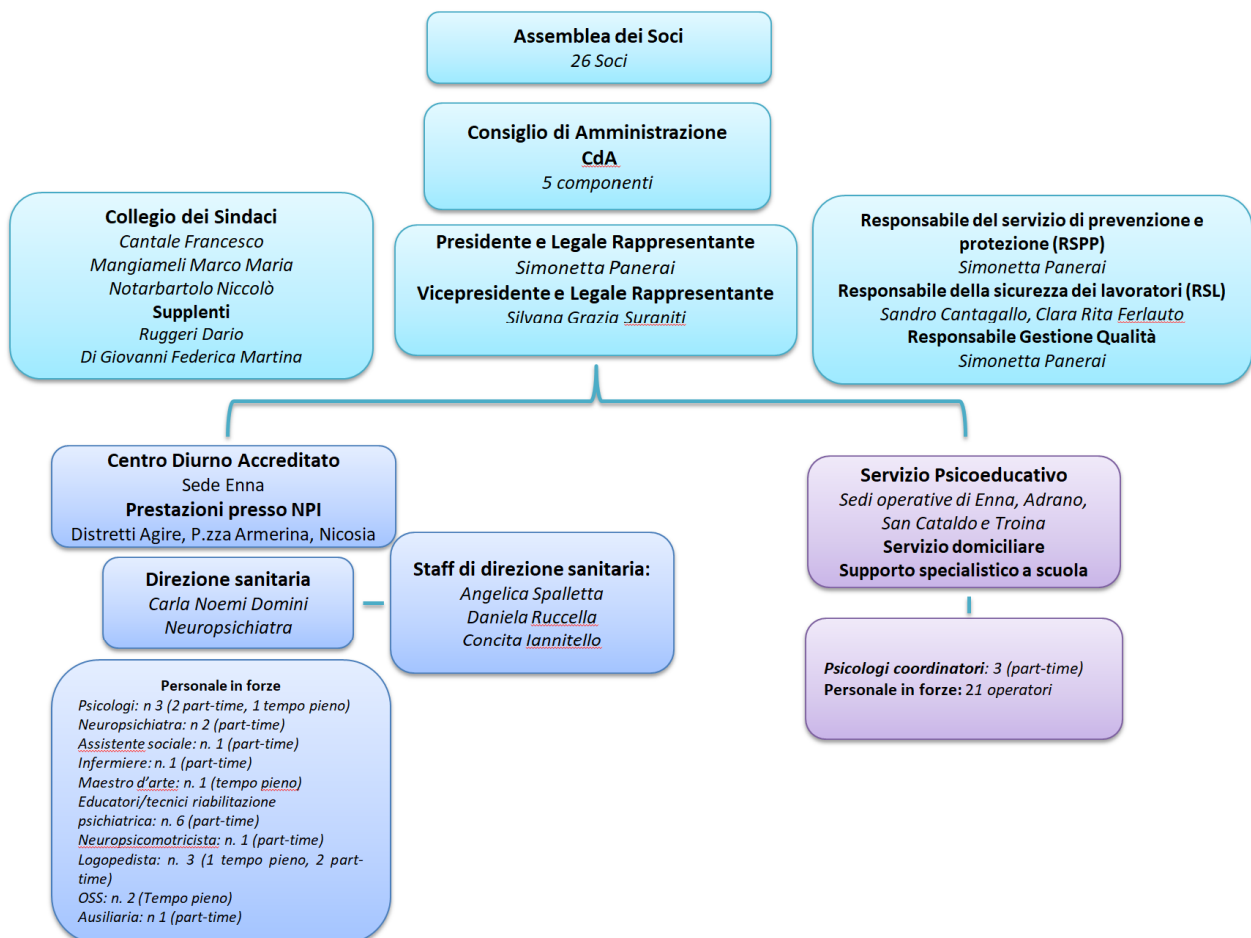 Assemblea dei Soci
26 Soci
Consiglio di Amministrazione
CdA
5 componenti
Collegio dei Sindaci
Cantale Francesco
Mangiameli Marco Maria
Notarbartolo Niccolò
Supplenti
Ruggeri Dario
Di Giovanni Federica Martina
Presidente e Legale Rappresentante
Simonetta Panerai
Vicepresidente e Legale Rappresentante
Silvana Grazia Suraniti
Responsabile del servizio di prevenzione e
protezione (RSPP)
Simonetta Panerai
Responsabile della sicurezza dei lavoratori (RSL)
Sandro Cantagallo, Clara Rita Ferlauto
Responsabile Gestione Qualità
Simonetta Panerai
Centro Diurno Accreditato
Sede Enna
Prestazioni presso NPI
Distretti Agire, P.zza Armerina, Nicosia
Direzione sanitaria
Carla Noemi Domini
Neuropsichiatra
Staff di direzione sanitaria:
Angelica Spalletta
Daniela Ruccella
Concita Iannitello
Personale in forze
Psicologi: n 3 (2 part-time, 1 tempo pieno)
Neuropsichiatra: n 2 (part-time)
Assistente sociale: n. 1 (part-time)
Infermiere: n. 1 (part-time)
Maestro d'arte: n. 1 (tempo pieno)
Educatori/tecnici riabilitazione
psichiatrica: n. 6 (part-time)
Neuropsicomotricista: n. 1 (part-time)
Logopedista: n. 3 (1 tempo pieno, 2 part-
time)
OSS: n. 2 (Tempo pieno)
Ausiliaria: n 1 (part-time)
Servizio Psicoeducativo
Sedi operative di Enna, Adrano,
San Cataldo e Troina
Servizio domiciliare
Supporto specialistico a scuola
Psicologi coordinatori: 3 (part-time)
Personale in forze: 21 operatori